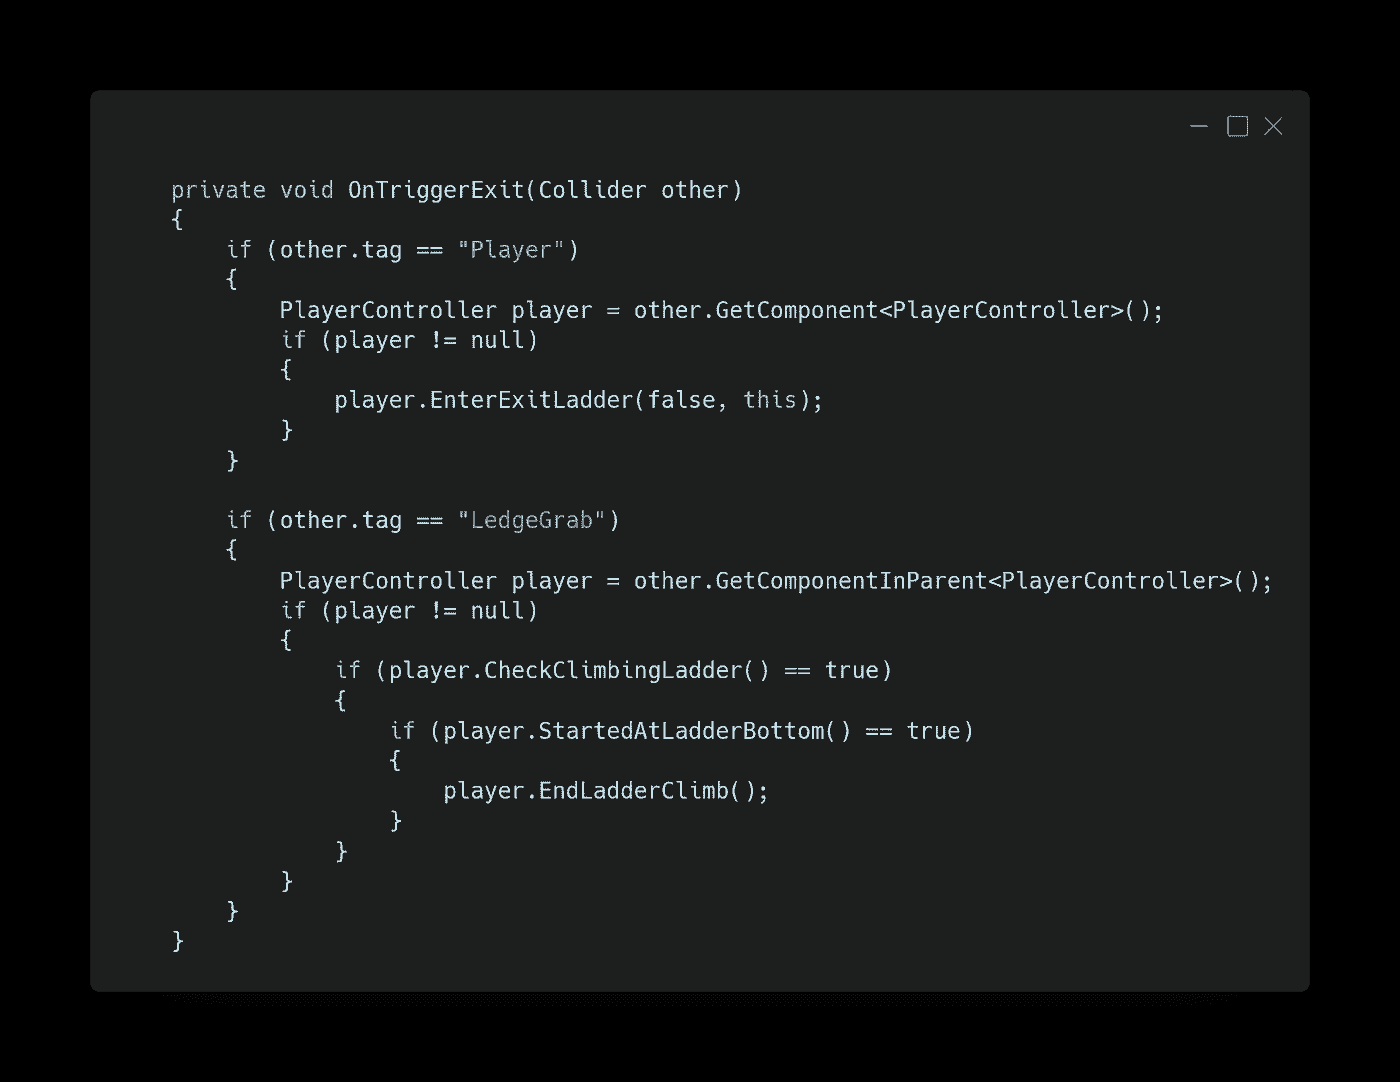 private void OnTriggerExit(Collider other)
{
    if (other.tag == "Player")
    {
        PlayerController player = other.GetComponent<PlayerController>();
        if (player != null)
        {
            player.EnterExitLadder(false, this);
        }
    }

    if (other.tag == "LedgeGrab")
    {
        PlayerController player = other.GetComponentInParent<PlayerController>();
        if (player != null)
        {
            if (player.CheckClimbingLadder() == true)
            {
                if (player.StartedAtLadderBottom() == true)
                {
                    player.EndLadderClimb();
                }
            }
        }
    }
}